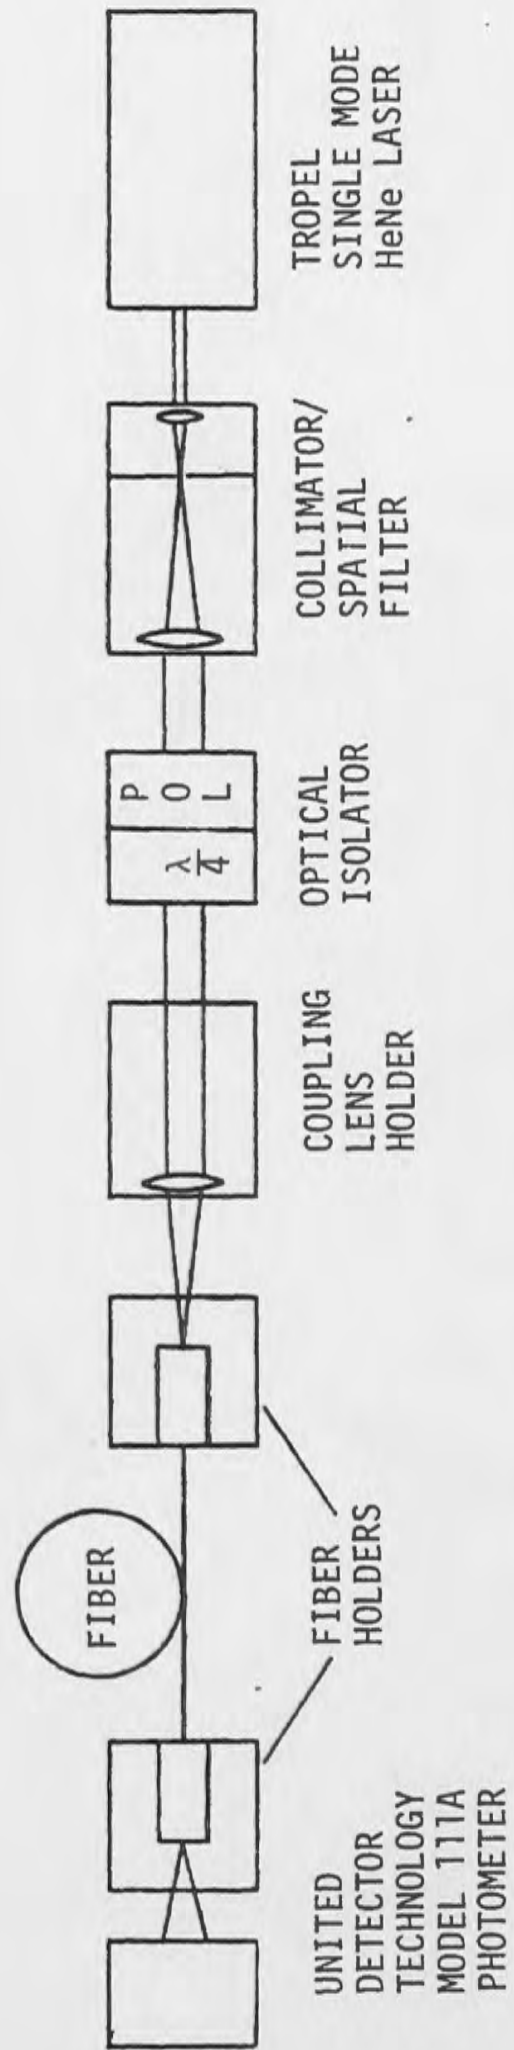 FIBER
λ/4
P
O
L
UNITED
DETECTOR
TECHNOLOGY
MODEL 111A
PHOTOMETER
FIBER
HOLDERS
COUPLING
LENS
HOLDER
OPTICAL
ISOLATOR
COLLIMATOR/
SPATIAL
FILTER
TROPEL
SINGLE MODE
HeNe LASER